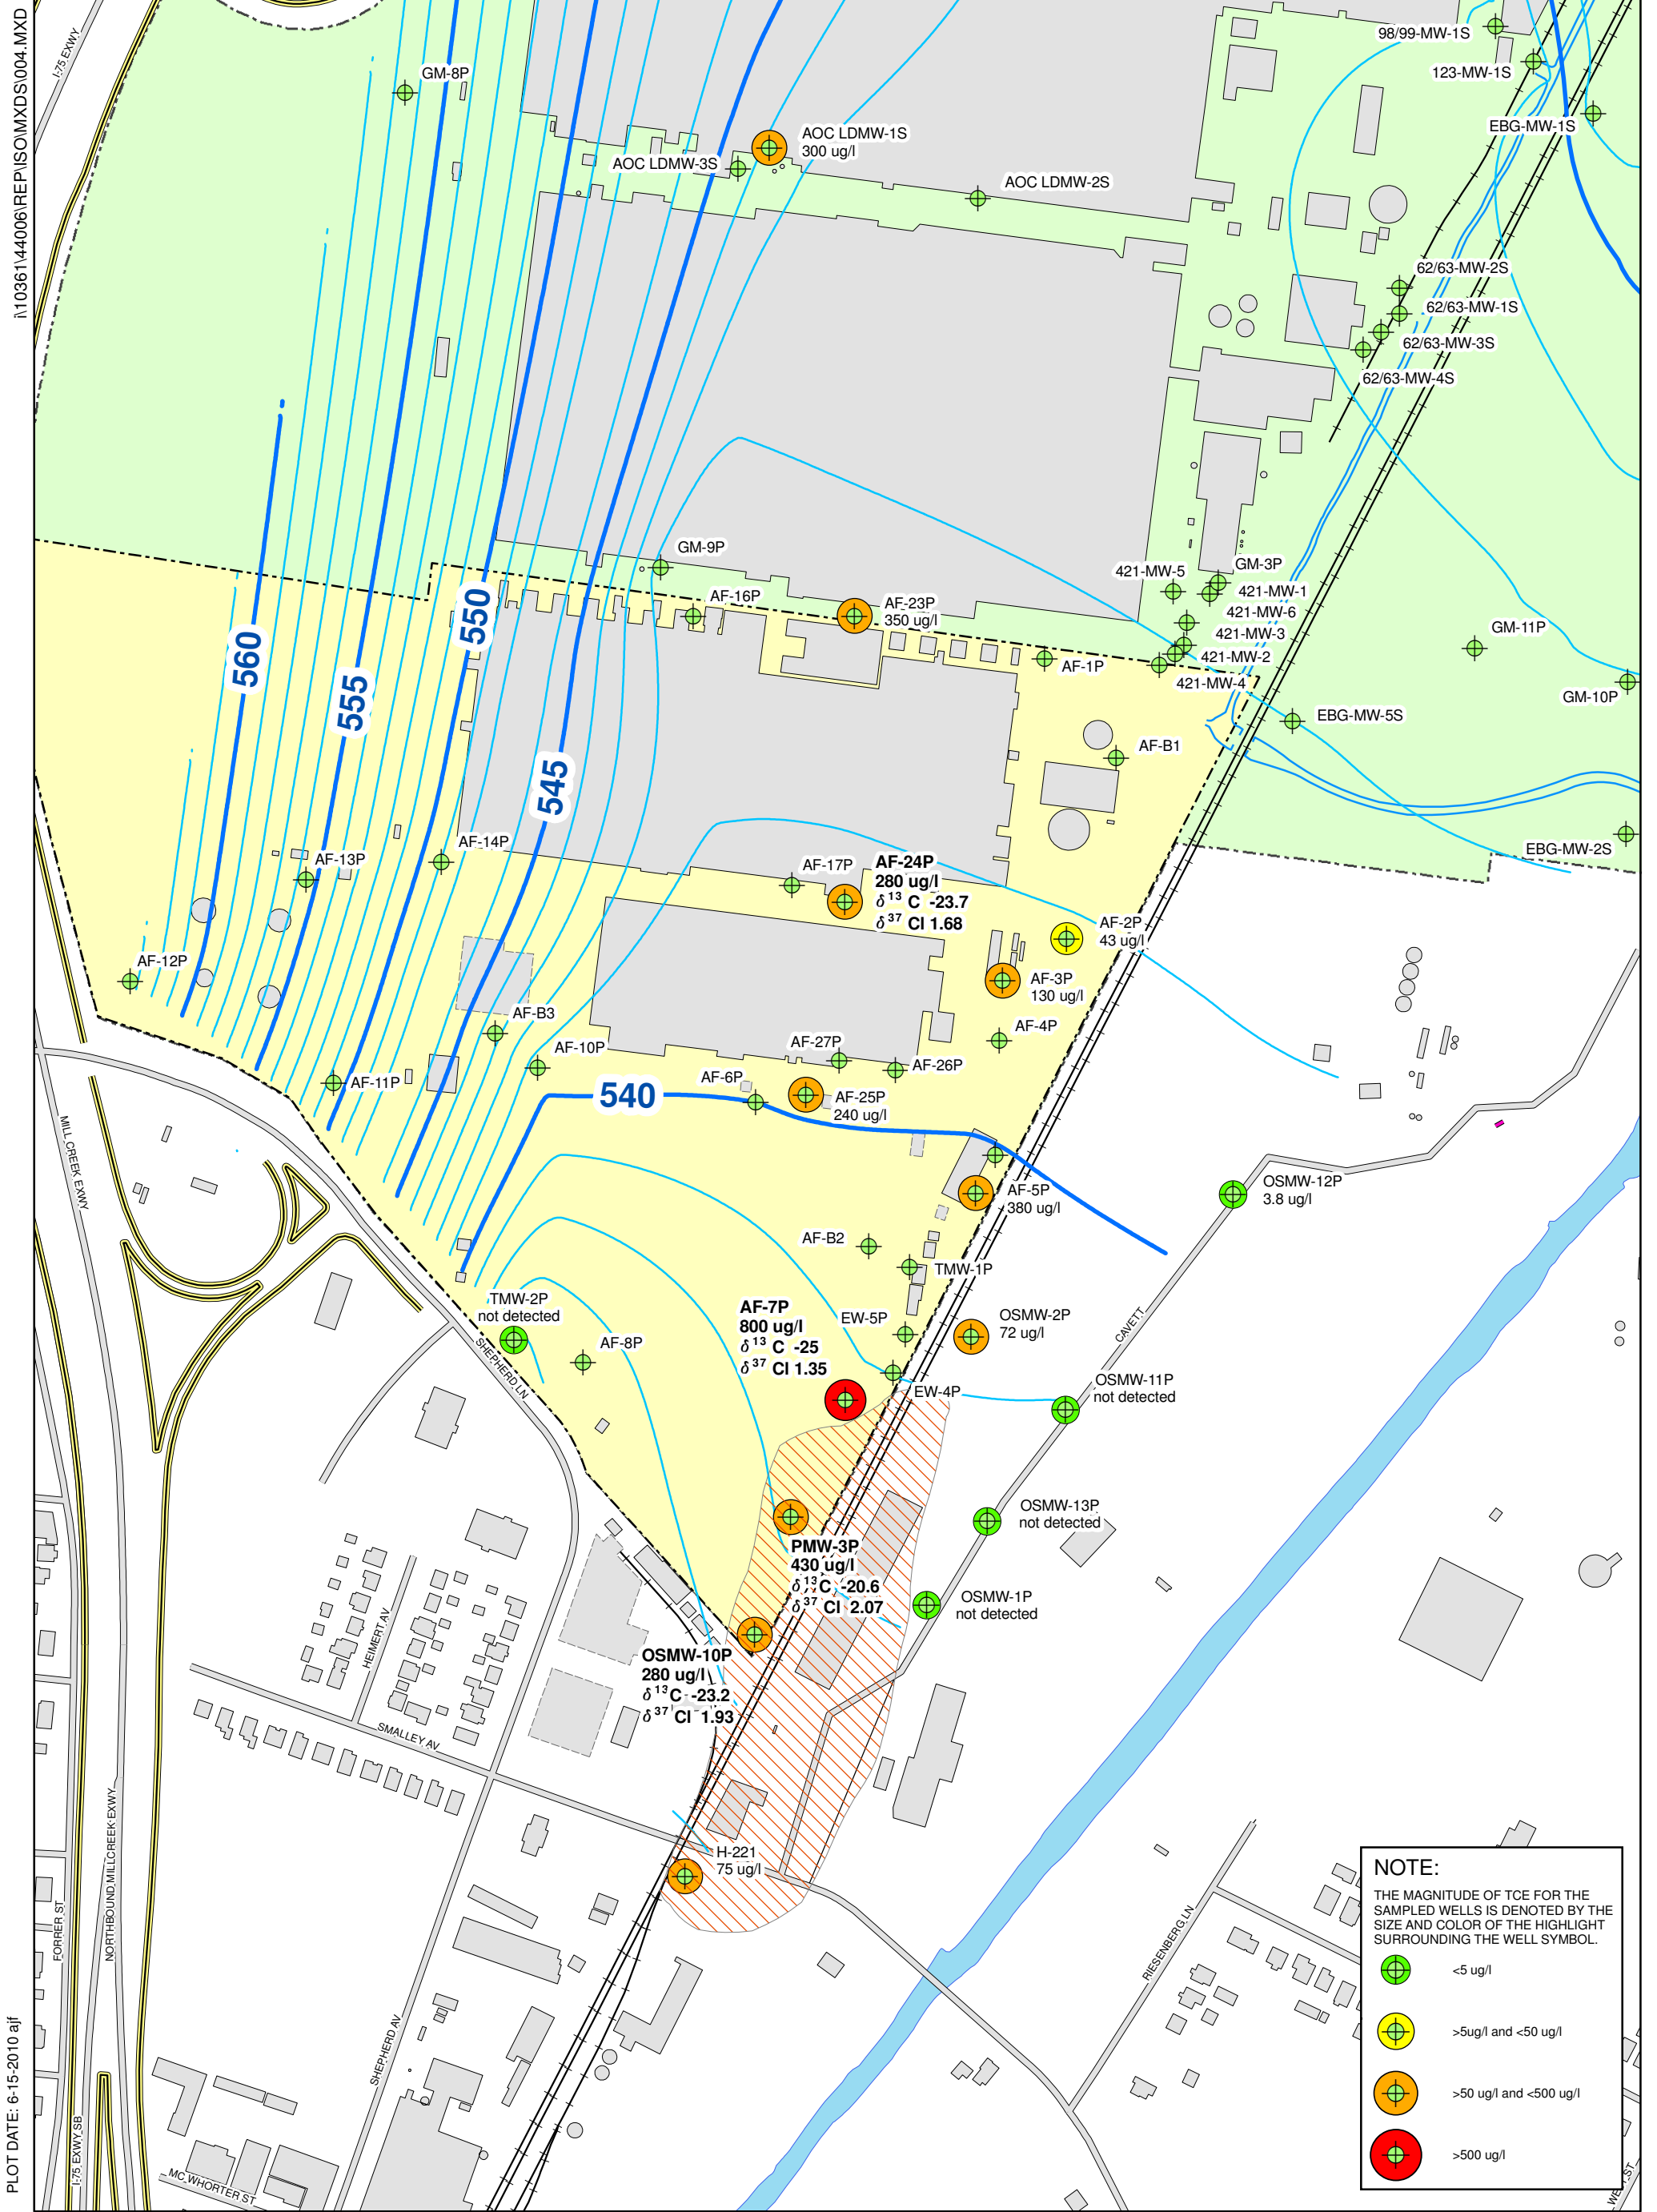 i\10361\44006\REP\ISO\MXDS\004.MXD
I-75 EXWY
GM-8P
98/99-MW-1S
123-MW-1S
EBG-MW-1S
AOC LDMW-1S
300 ug/l
AOC LDMW-3S
AOC LDMW-2S
62/63-MW-2S
62/63-MW-1S
62/63-MW-3S
62/63-MW-4S
GM-9P
421-MW-5
GM-3P
421-MW-1
421-MW-6
421-MW-3
421-MW-2
421-MW-4
AF-16P
AF-23P
350 ug/l
AF-1P
GM-11P
GM-10P
EBG-MW-5S
AF-B1
EBG-MW-2S
560
555
550
545
AF-13P
AF-14P
AF-17P
AF-24P
280 ug/l
δ 13 C -23.7
δ 37 Cl 1.68
AF-2P
43 ug/l
AF-12P
AF-3P
130 ug/l
AF-B3
AF-4P
AF-10P
AF-27P
AF-26P
AF-11P
AF-6P
AF-25P
240 ug/l
540
MILL CREEK EXWY
AF-5P
380 ug/l
OSMW-12P
3.8 ug/l
AF-B2
TMW-1P
TMW-2P
not detected
AF-7P
800 ug/l
δ 13 C -25
δ 37 Cl 1.35
EW-5P
OSMW-2P
72 ug/l
CAVETT
AF-8P
SHEPHERD LN
EW-4P
OSMW-11P
not detected
OSMW-13P
not detected
PMW-3P
430 ug/l
δ 13 C -20.6
δ 37 Cl 2.07
OSMW-1P
not detected
HEIMERT AV
OSMW-10P
280 ug/l
δ 13 C -23.2
δ 37 Cl 1.93
SMALLEY AV
H-221
75 ug/l
FORRER ST
NORTHBOUND MILLCREEK EXWY
RIESENBERG LN
SHEPHERD AV
I-75 EXWY SB
MC WHORTER ST
PLOT DATE: 6-15-2010 ajf
NOTE:
THE MAGNITUDE OF TCE FOR THE
SAMPLED WELLS IS DENOTED BY THE
SIZE AND COLOR OF THE HIGHLIGHT
SURROUNDING THE WELL SYMBOL.
<5 ug/l
>5ug/l and <50 ug/l
>50 ug/l and <500 ug/l
>500 ug/l